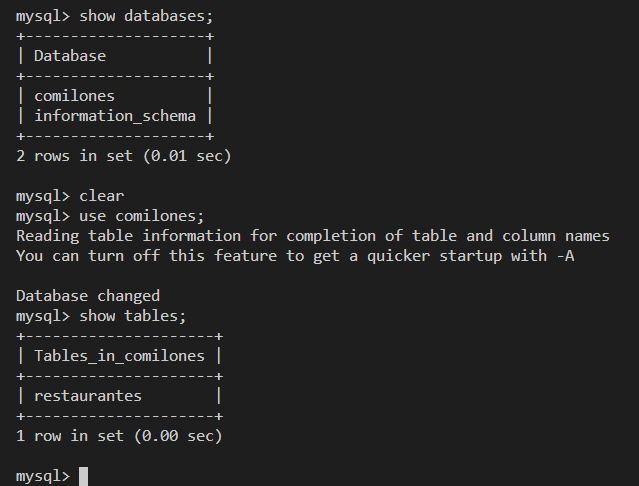 mysql> show databases;
+--------------------+
| Database           |
+--------------------+
| comilones          |
| information_schema |
+--------------------+
2 rows in set (0.01 sec)

mysql> clear
mysql> use comilones;
Reading table information for completion of table and column names
You can turn off this feature to get a quicker startup with -A

Database changed
mysql> show tables;
+---------------------+
| Tables_in_comilones |
+---------------------+
| restaurantes        |
+---------------------+
1 row in set (0.00 sec)

mysql>